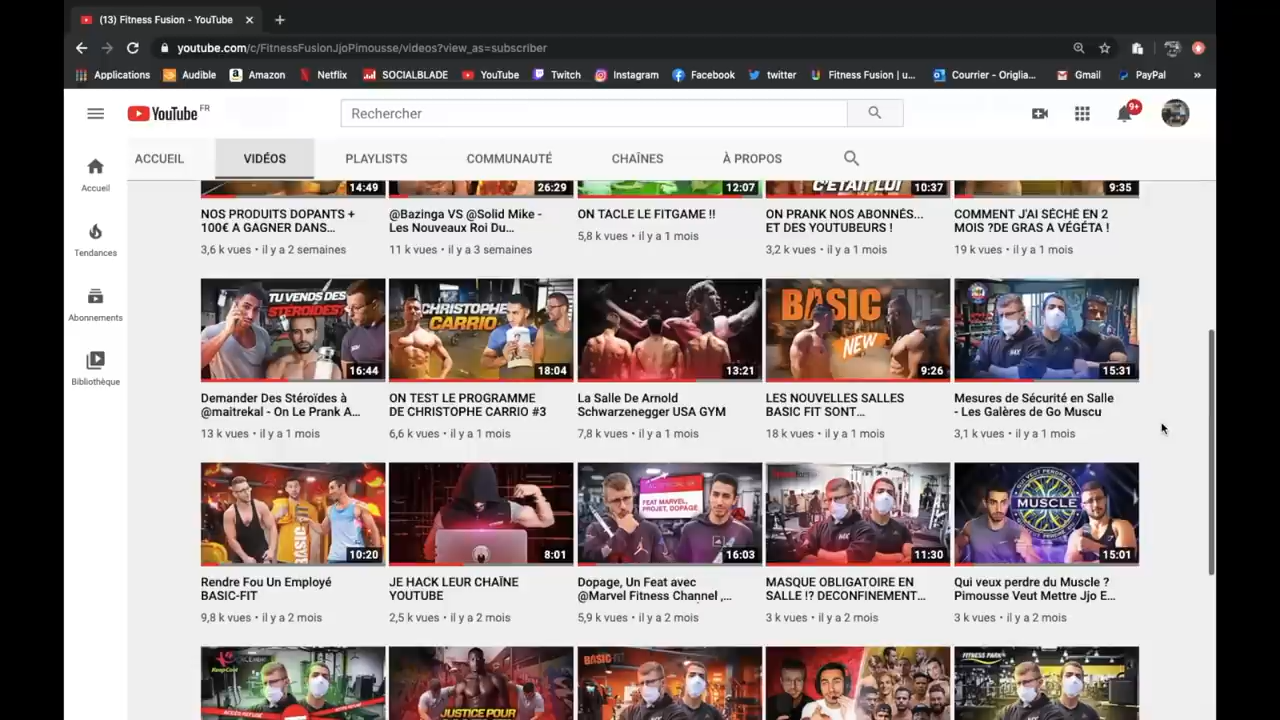 (13) Fitness Fusion - YouTube
youtube.com/c/FitnessFusionJjoPimousse/videos?view_as=subscriber
Applications Audible Amazon Netflix SOCIALBLADE YouTube Twitch Instagram Facebook twitter Fitness Fusion | u... Courrier - Origlia... Gmail PayPal »
YouTube FR
Rechercher
9+
ACCUEIL VIDÉOS PLAYLISTS COMMUNAUTÉ CHAÎNES À PROPOS
Accueil
Tendances
Abonnements
Bibliothèque
14:49 26:29 12:07 C'ÉTAIT LUI 10:37 9:35
NOS PRODUITS DOPANTS +
100€ A GAGNER DANS...
3,6 k vues • il y a 2 semaines
@Bazinga VS @Solid Mike -
Les Nouveaux Roi Du...
11 k vues • il y a 3 semaines
ON TACLE LE FITGAME !!
5,8 k vues • il y a 1 mois
ON PRANK NOS ABONNÉS...
ET DES YOUTUBEURS !
3,2 k vues • il y a 1 mois
COMMENT J'AI SÉCHÉ EN 2
MOIS ?DE GRAS A VÉGÉTA !
19 k vues • il y a 1 mois
TU VENDS DES
STEROIDES?
16:44
CHRISTOPHE
CARRIO
18:04
13:21
BASIC FIT
NEW
9:26
15:31
Demander Des Stéroïdes à
@maitrekal - On Le Prank A...
13 k vues • il y a 1 mois
ON TEST LE PROGRAMME
DE CHRISTOPHE CARRIO #3
6,6 k vues • il y a 1 mois
La Salle De Arnold
Schwarzenegger USA GYM
7,8 k vues • il y a 1 mois
LES NOUVELLES SALLES
BASIC FIT SONT...
18 k vues • il y a 1 mois
Mesures de Sécurité en Salle
- Les Galères de Go Muscu
3,1 k vues • il y a 1 mois
BASIC
10:20
8:01
FEAT MARVEL,
PROJET, DOPAGE
16:03
11:30
QUI VEUT PERDRE DU
MUSCLE
15:01
Rendre Fou Un Employé
BASIC-FIT
9,8 k vues • il y a 2 mois
JE HACK LEUR CHAÎNE
YOUTUBE
2,5 k vues • il y a 2 mois
Dopage, Un Feat avec
@Marvel Fitness Channel ,...
5,9 k vues • il y a 2 mois
MASQUE OBLIGATOIRE EN
SALLE !? DECONFINEMENT...
3 k vues • il y a 2 mois
Qui veux perdre du Muscle ?
Pimousse Veut Mettre Jjo E...
3 k vues • il y a 2 mois
KeepCool
JUSTICE POUR
BASIC-FIT
FITNESS PARK